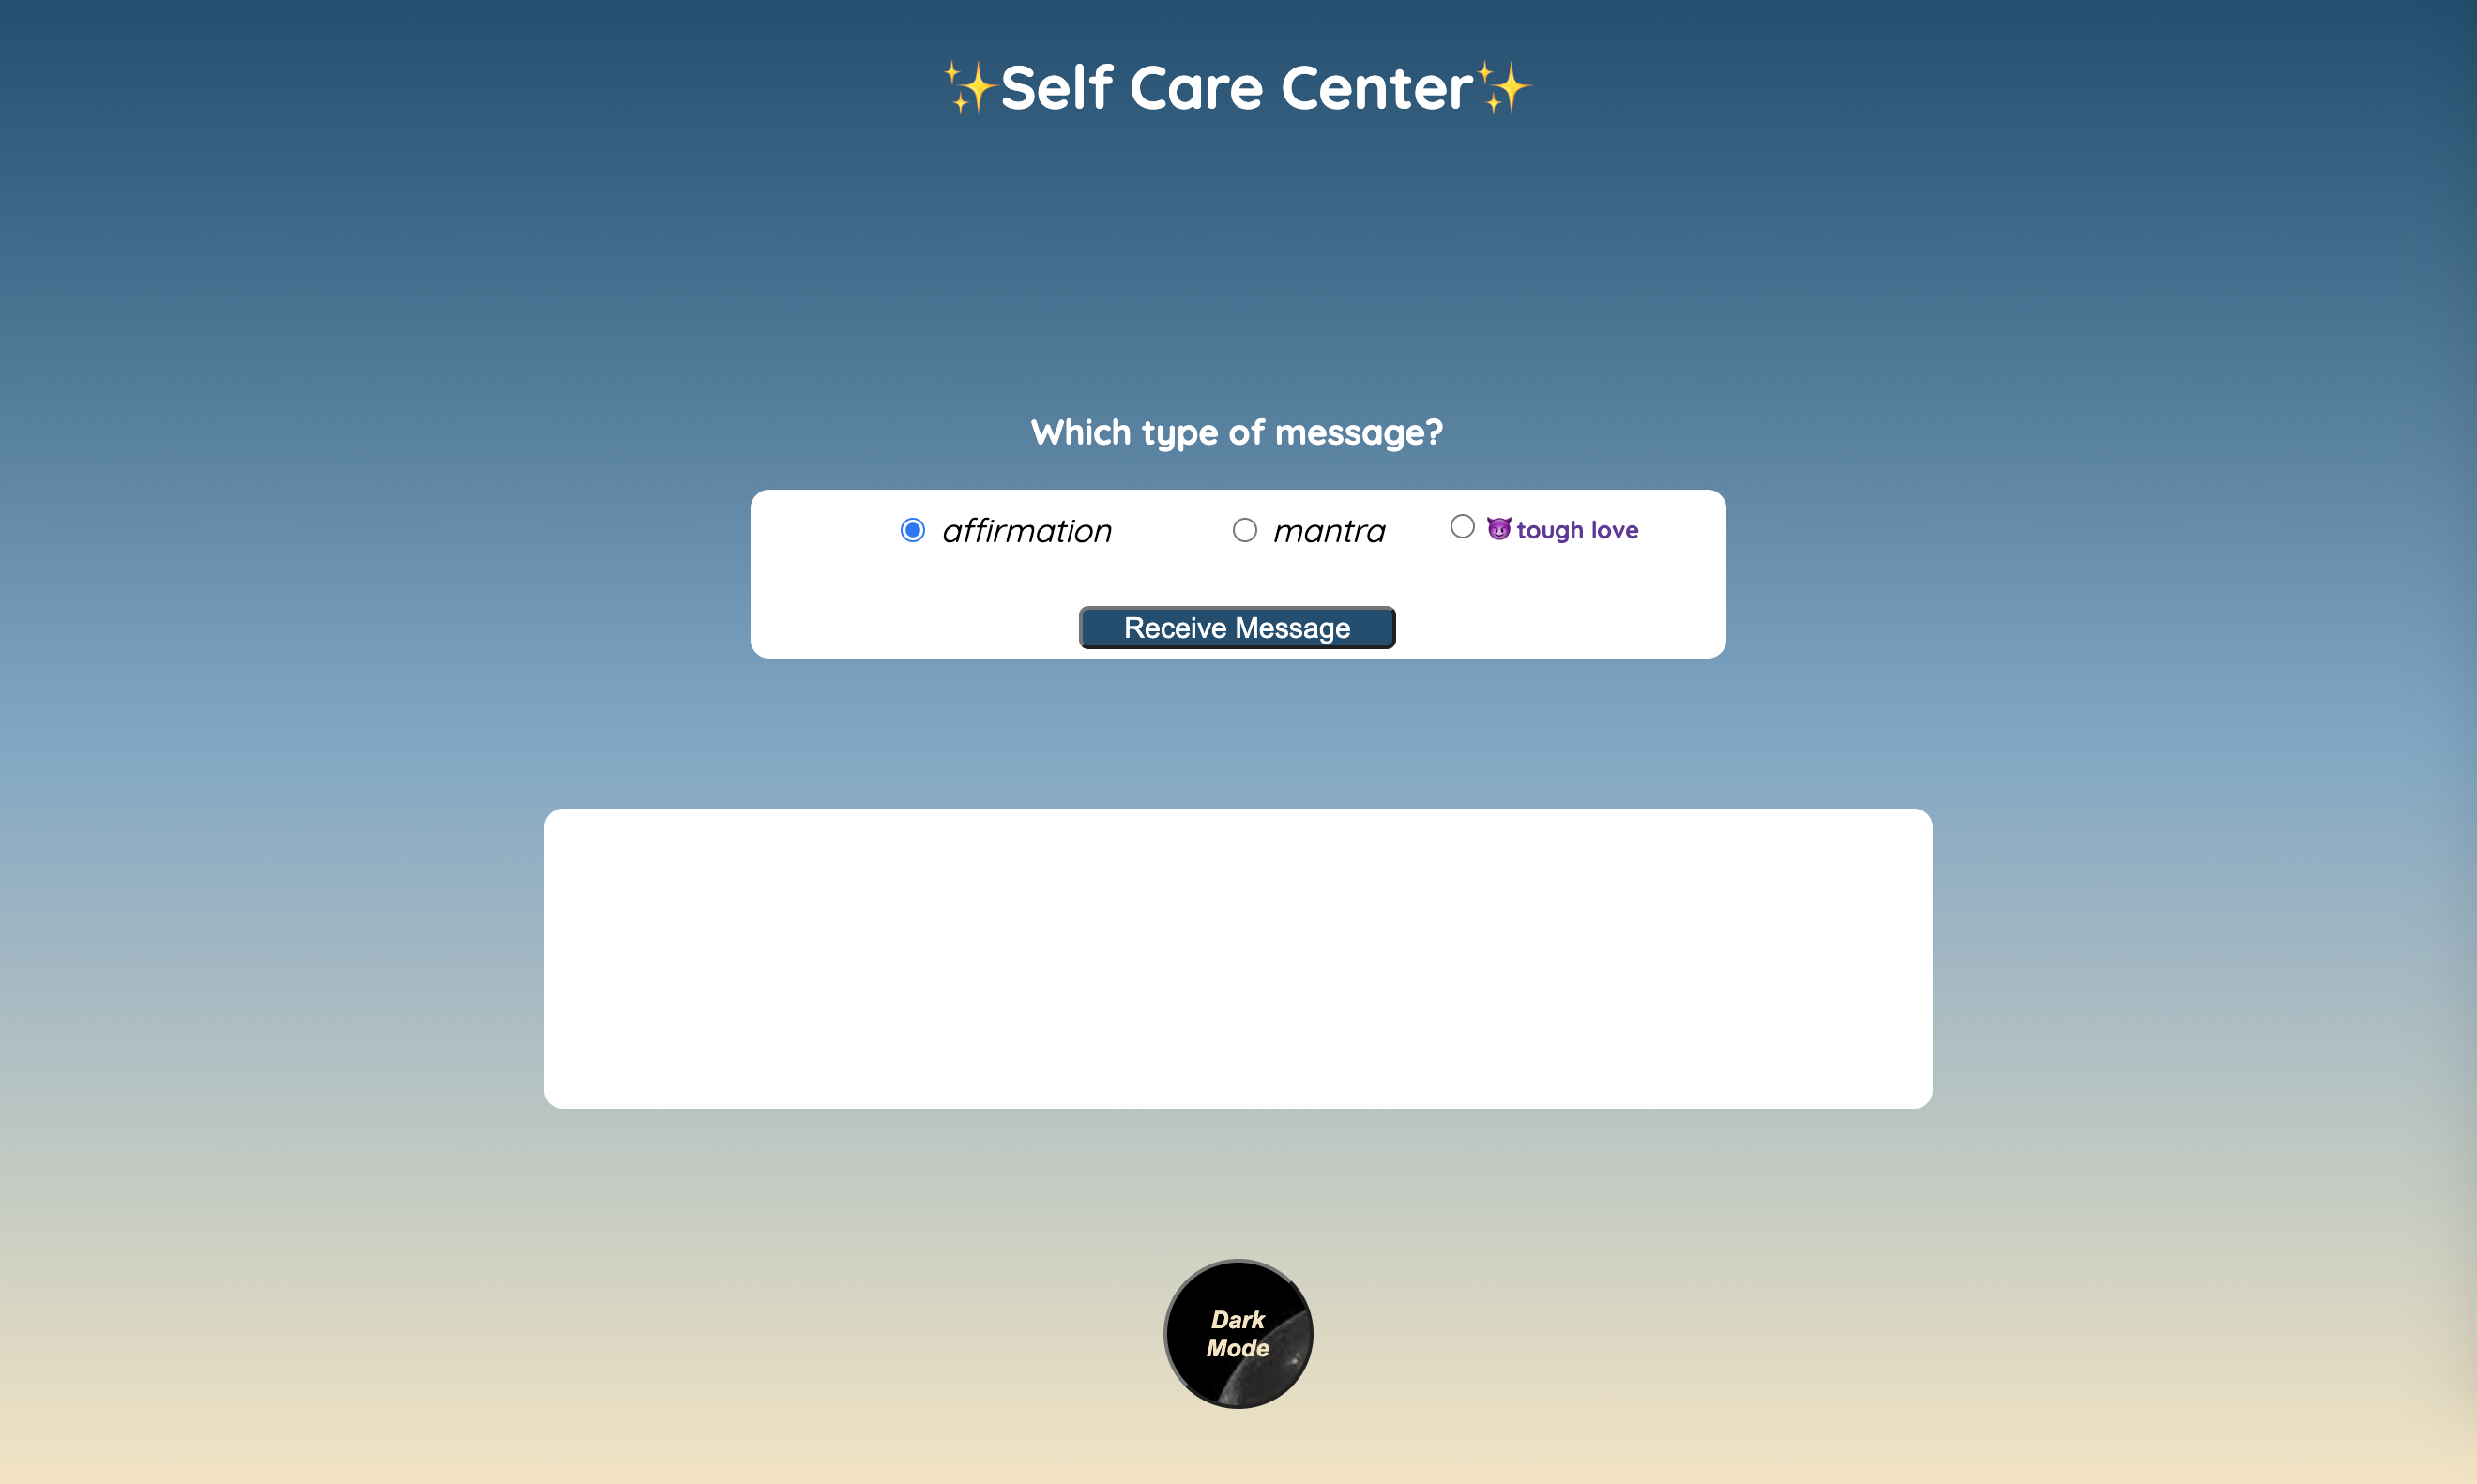 ✨Self Care Center✨
Which type of message?
affirmation mantra 😈tough love
Receive Message
Dark
Mode